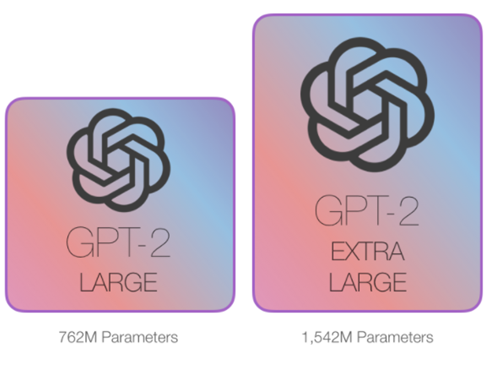 GPT-2
LARGE
762M Parameters
GPT-2
EXTRA
LARGE
1,542M Parameters